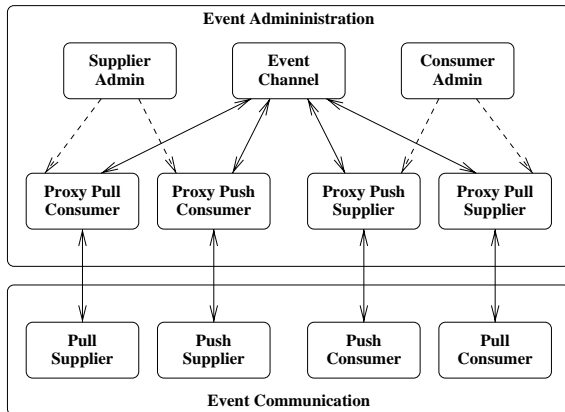 Event Admininistration
Supplier
Admin
Event
Channel
Consumer
Admin
Proxy Pull
Consumer
Proxy Push
Consumer
Proxy Push
Supplier
Proxy Pull
Supplier
Pull
Supplier
Push
Supplier
Push
Consumer
Pull
Consumer
Event Communication